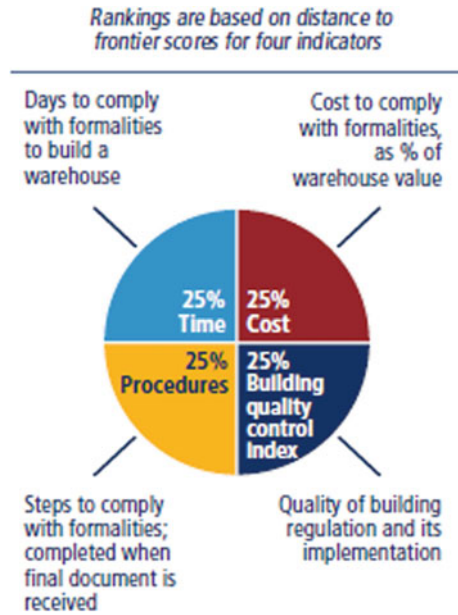 Rankings are based on distance to
frontier scores for four indicators
Days to comply
with formalities
to build a
warehouse
Cost to comply
with formalities,
as % of
warehouse value
25%
Time
25%
Cost
25%
Procedures
25%
Building
quality
control
index
Steps to comply
with formalities;
completed when
final document is
received
Quality of building
regulation and its
implementation